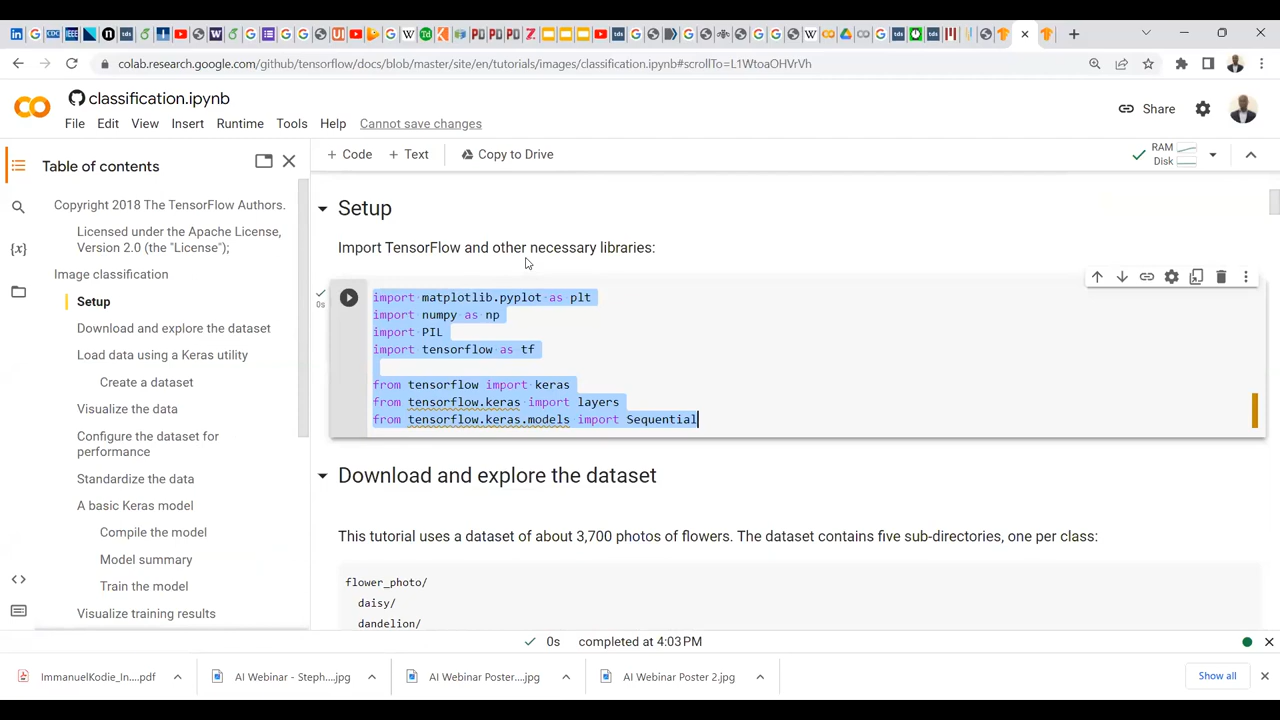 colab.research.google.com/github/tensorflow/docs/blob/master/site/en/tutorials/images/classification.ipynb#scrollTo=L1WtoaOHVrVh
classification.ipynb
Share
File Edit View Insert Runtime Tools Help Cannot save changes
+ Code + Text Copy to Drive
RAM
Disk
Table of contents
Copyright 2018 The TensorFlow Authors.
Licensed under the Apache License,
Version 2.0 (the "License");
Image classification
Setup
Download and explore the dataset
Load data using a Keras utility
Create a dataset
Visualize the data
Configure the dataset for
performance
Standardize the data
A basic Keras model
Compile the model
Model summary
Train the model
Visualize training results
Setup
Import TensorFlow and other necessary libraries:
0s
import matplotlib.pyplot as plt
import numpy as np
import PIL
import tensorflow as tf
from tensorflow import keras
from tensorflow.keras import layers
from tensorflow.keras.models import Sequential
Download and explore the dataset
This tutorial uses a dataset of about 3,700 photos of flowers. The dataset contains five sub-directories, one per class:
flower_photo/
daisy/
dandelion/
0s completed at 4:03PM
ImmanuelKodie_In....pdf
AI Webinar - Steph....jpg
AI Webinar Poster....jpg
AI Webinar Poster 2.jpg
Show all